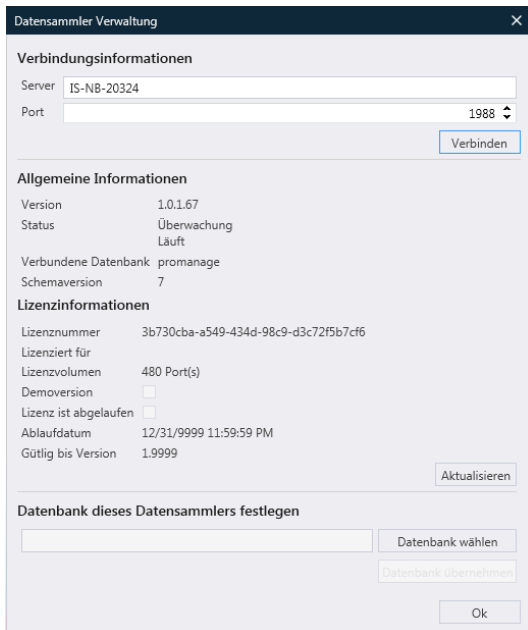 Datensammler Verwaltung
Verbindungsinformationen
Server IS-NB-20324
Port 1988
Verbinden
Allgemeine Informationen
Version 1.0.1.67
Status Überwachung
Läuft
Verbundene Datenbank promanage
Schemaversion 7
Lizenzinformationen
Lizenznummer 3b730cba-a549-434d-98c9-d3c72f5b7cf6
Lizenziert für
Lizenzvolumen 480 Port(s)
Demoversion
Lizenz ist abgelaufen
Ablaufdatum 12/31/9999 11:59:59 PM
Gütlig bis Version 1.9999
Aktualisieren
Datenbank dieses Datensammlers festlegen
Datenbank wählen
Datenbank übernehmen
Ok